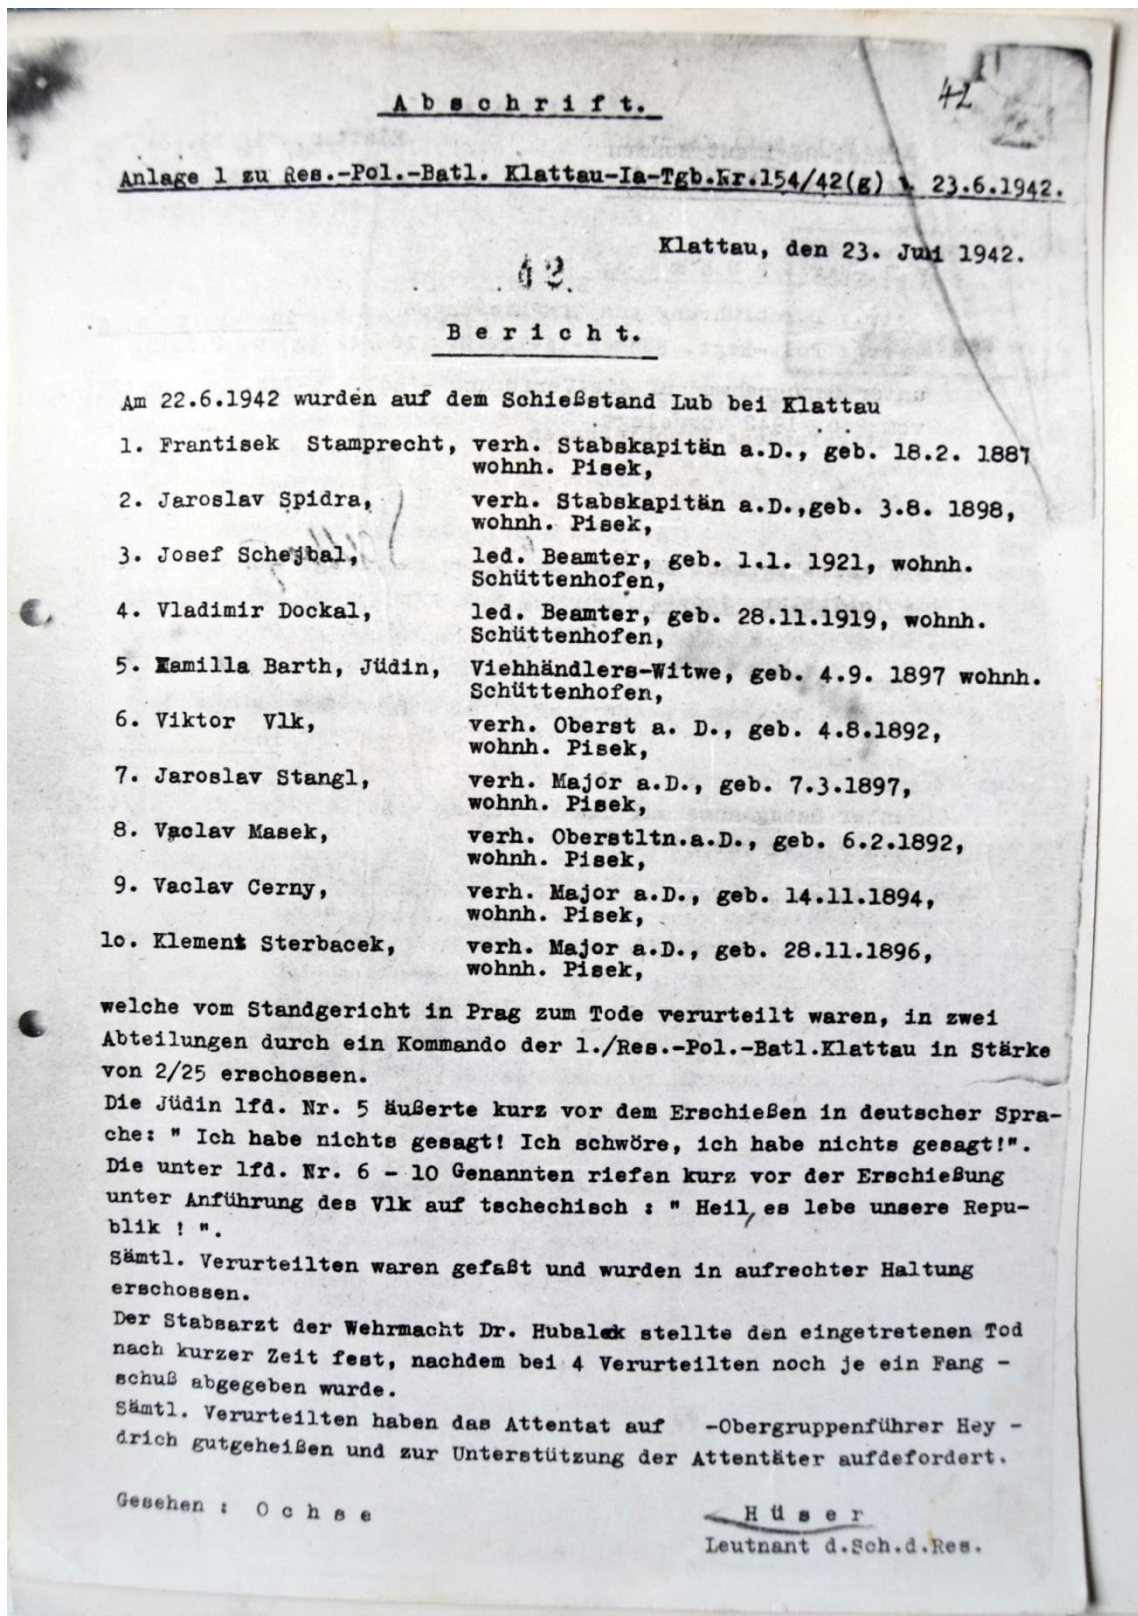 42
Abschrift.
Anlage 1 zu Res.-Pol.-Batl. Klattau-Ia-Tgb.Nr.154/42(g) v. 23.6.1942.
Klattau, den 23. Juni 1942.
42.
Bericht.
Am 22.6.1942 wurden auf dem Schießstand Lub bei Klattau
1. Frantisek Stamprecht, verh. Stabskapitän a.D., geb. 18.2. 1887
wohnh. Pisek,
2. Jaroslav Spidra, verh. Stabskapitän a.D.,geb. 3.8. 1898,
wohnh. Pisek,
3. Josef Schejbal, led. Beamter, geb. 1.1. 1921, wohnh.
Schüttenhofen,
4. Vladimir Dockal, led. Beamter, geb. 28.11.1919, wohnh.
Schüttenhofen,
5. Kamilla Barth, Jüdin, Viehhändlers-Witwe, geb. 4.9. 1897 wohnh.
Schüttenhofen,
6. Viktor Vlk, verh. Oberst a. D., geb. 4.8.1892,
wohnh. Pisek,
7. Jaroslav Stangl, verh. Major a.D., geb. 7.3.1897,
wohnh. Pisek,
8. Vaclav Masek, verh. Oberstltn.a.D., geb. 6.2.1892,
wohnh. Pisek,
9. Vaclav Cerny, verh. Major a.D., geb. 14.11.1894,
wohnh. Pisek,
1o. Klement Sterbacek, verh. Major a.D., geb. 28.11.1896,
wohnh. Pisek,
welche vom Standgericht in Prag zum Tode verurteilt waren, in zwei
Abteilungen durch ein Kommando der 1./Res.-Pol.-Batl.Klattau in Stärke
von 2/25 erschossen.
Die Jüdin lfd. Nr. 5 äußerte kurz vor dem Erschießen in deutscher Spra-
che: " Ich habe nichts gesagt! Ich schwöre, ich habe nichts gesagt!".
Die unter lfd. Nr. 6 - 10 Genannten riefen kurz vor der Erschießung
unter Anführung des Vlk auf tschechisch : " Heil, es lebe unsere Repu-
blik ! ".
Sämtl. Verurteilten waren gefaßt und wurden in aufrechter Haltung
erschossen.
Der Stabsarzt der Wehrmacht Dr. Hubalek stellte den eingetretenen Tod
nach kurzer Zeit fest, nachdem bei 4 Verurteilten noch je ein Fang -
schuß abgegeben wurde.
Sämtl. Verurteilten haben das Attentat auf -Obergruppenführer Hey -
drich gutgeheißen und zur Unterstützung der Attentäter aufdefordert.
Gesehen : Ochse
Hüser
Leutnant d.Sch.d.Res.